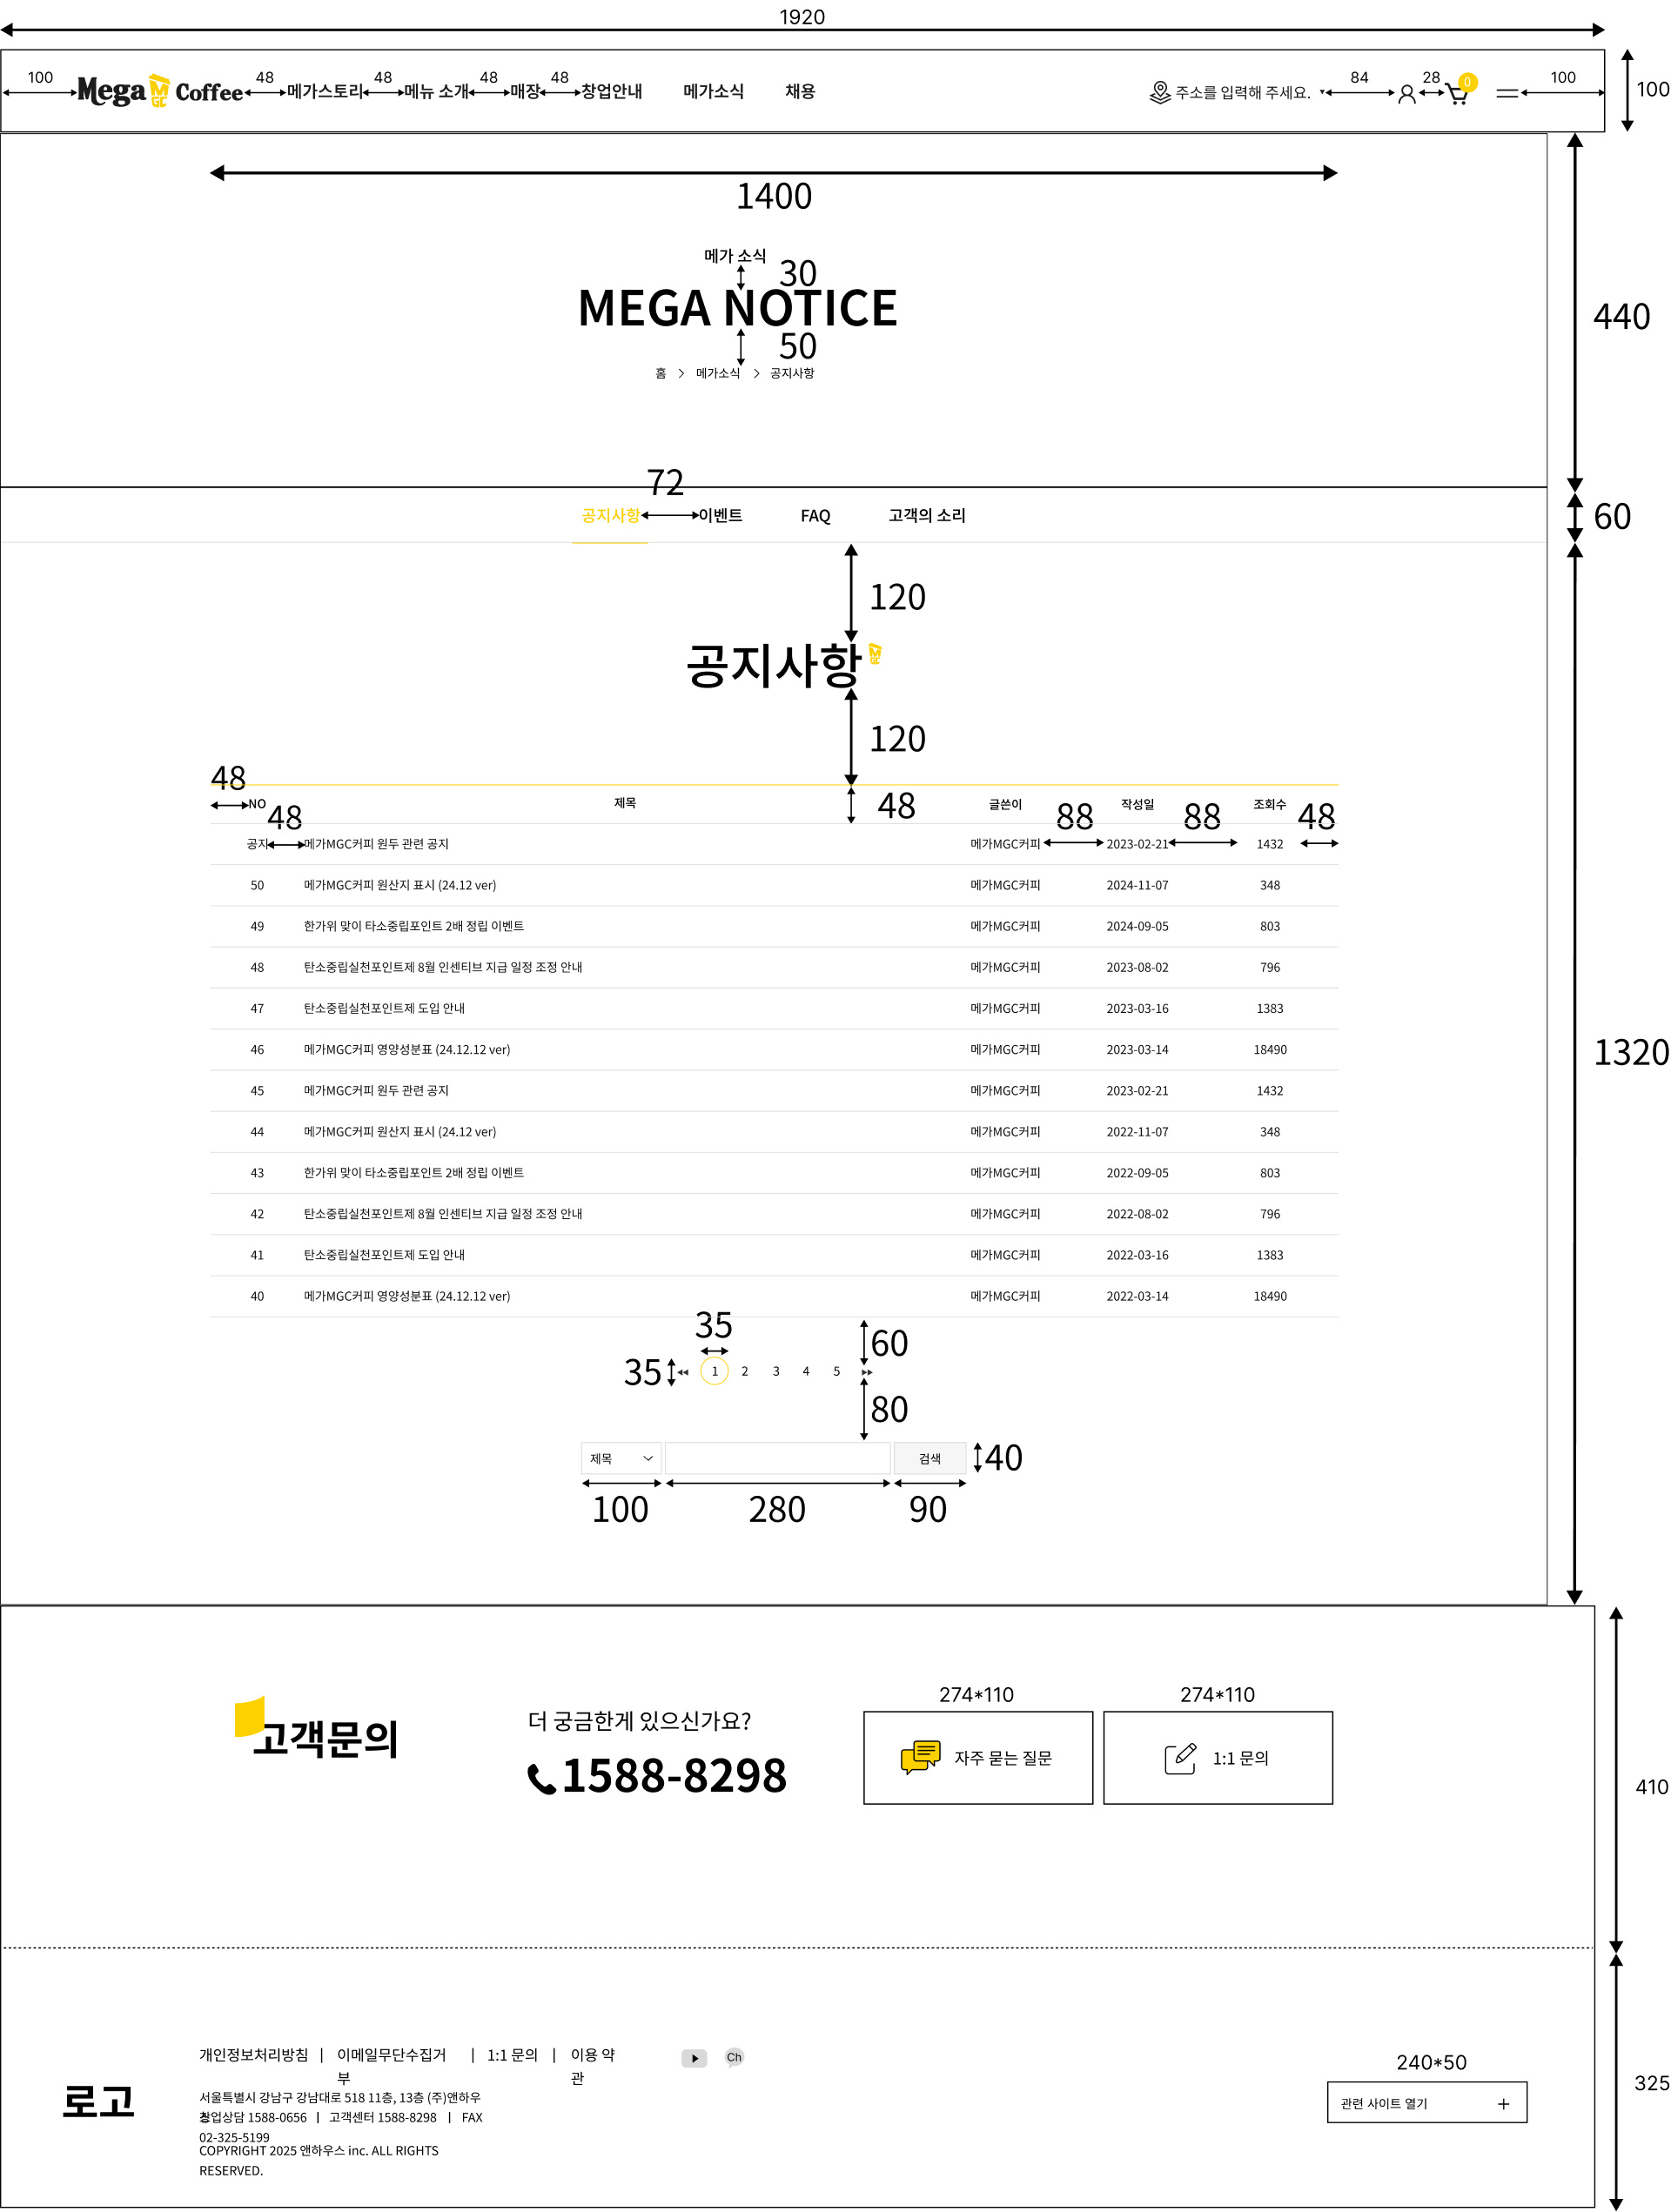 1920
100 Mega MGC Coffee 48 메가스토리 48 메뉴 소개 48 매장 48 창업안내 메가소식 채용 주소를 입력해 주세요. 84 28 0 100
100
1400
메가 소식
30
MEGA NOTICE
50
홈 > 메가소식 > 공지사항
440
72
공지사항 이벤트 FAQ 고객의 소리
60
120
공지사항 MGC
120
48
NO 제목 48 글쓴이 작성일 조회수
48 88 88 48
공지 메가MGC커피 원두 관련 공지 메가MGC커피 2023-02-21 1432
50 메가MGC커피 원산지 표시 (24.12 ver) 메가MGC커피 2024-11-07 348
49 한가위 맞이 타소중립포인트 2배 정립 이벤트 메가MGC커피 2024-09-05 803
48 탄소중립실천포인트제 8월 인센티브 지급 일정 조정 안내 메가MGC커피 2023-08-02 796
47 탄소중립실천포인트제 도입 안내 메가MGC커피 2023-03-16 1383
46 메가MGC커피 영양성분표 (24.12.12 ver) 메가MGC커피 2023-03-14 18490
1320
45 메가MGC커피 원두 관련 공지 메가MGC커피 2023-02-21 1432
44 메가MGC커피 원산지 표시 (24.12 ver) 메가MGC커피 2022-11-07 348
43 한가위 맞이 타소중립포인트 2배 정립 이벤트 메가MGC커피 2022-09-05 803
42 탄소중립실천포인트제 8월 인센티브 지급 일정 조정 안내 메가MGC커피 2022-08-02 796
41 탄소중립실천포인트제 도입 안내 메가MGC커피 2022-03-16 1383
40 메가MGC커피 영양성분표 (24.12.12 ver) 메가MGC커피 2022-03-14 18490
35
60
35 1 2 3 4 5
80
제목 검색 40
100 280 90
274*110 274*110
고객문의
더 궁금한게 있으신가요?
1588-8298
자주 묻는 질문 1:1 문의
410
개인정보처리방침 | 이메일무단수집거부 | 1:1 문의 | 이용 약관 Ch
로고
서울특별시 강남구 강남대로 518 11층, 13층 (주)앤하우스
창업상담 1588-0656 | 고객센터 1588-8298 | FAX
02-325-5199
COPYRIGHT 2025 앤하우스 inc. ALL RIGHTS
RESERVED.
240*50
관련 사이트 열기 +
325